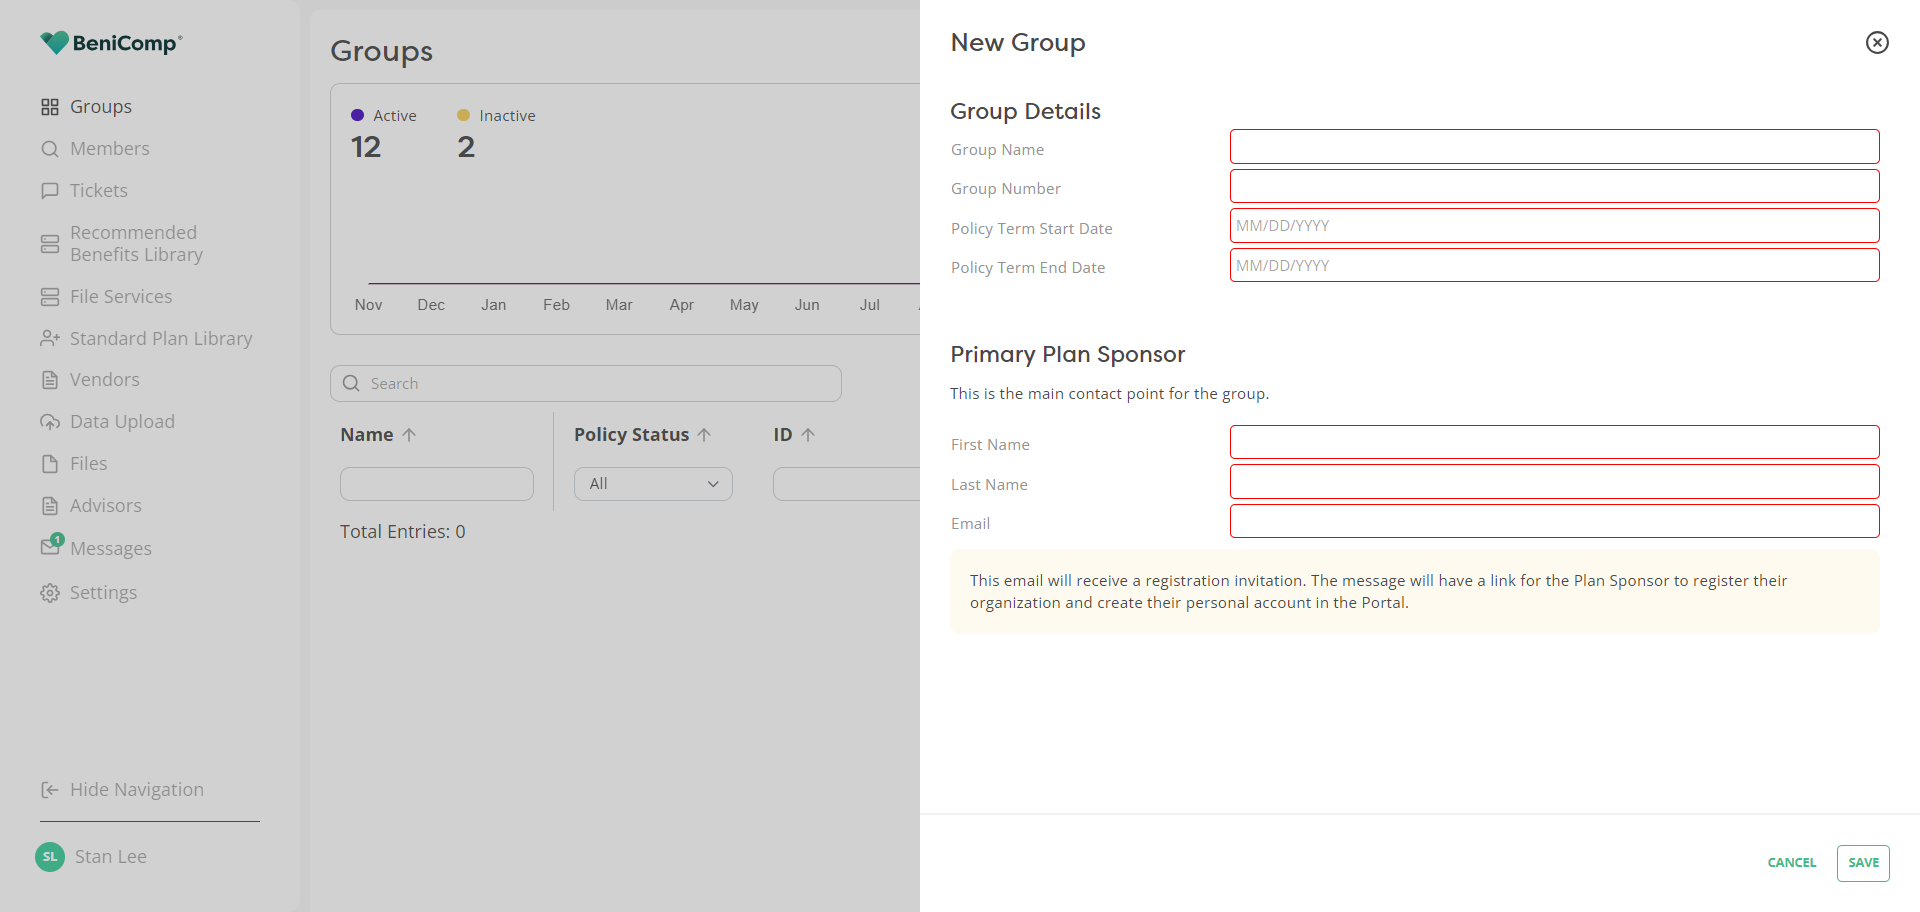 BeniComp®
Groups
Members
Tickets
Recommended
Benefits Library
File Services
Standard Plan Library
Vendors
Data Upload
Files
Advisors
1
Messages
Settings
Hide Navigation
SL
Stan Lee
Groups
Active
Inactive
12
2
Nov Dec Jan Feb Mar Apr May Jun Jul
Search
Name
Policy Status
ID
All
Total Entries: 0
New Group
Group Details
Group Name
Group Number
Policy Term Start Date
MM/DD/YYYY
Policy Term End Date
MM/DD/YYYY
Primary Plan Sponsor
This is the main contact point for the group.
First Name
Last Name
Email
This email will receive a registration invitation. The message will have a link for the Plan Sponsor to register their
organization and create their personal account in the Portal.
CANCEL
SAVE